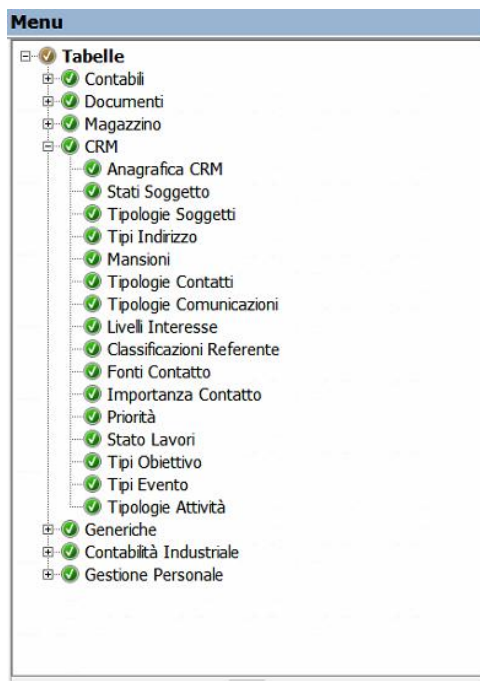 Menu
Tabelle
Contabili
Documenti
Magazzino
CRM
Anagrafica CRM
Stati Soggetto
Tipologie Soggetti
Tipi Indirizzo
Mansioni
Tipologie Contatti
Tipologie Comunicazioni
Livelli Interesse
Classificazioni Referente
Fonti Contatto
Importanza Contatto
Priorità
Stato Lavori
Tipi Obiettivo
Tipi Evento
Tipologie Attività
Generiche
Contabilità Industriale
Gestione Personale